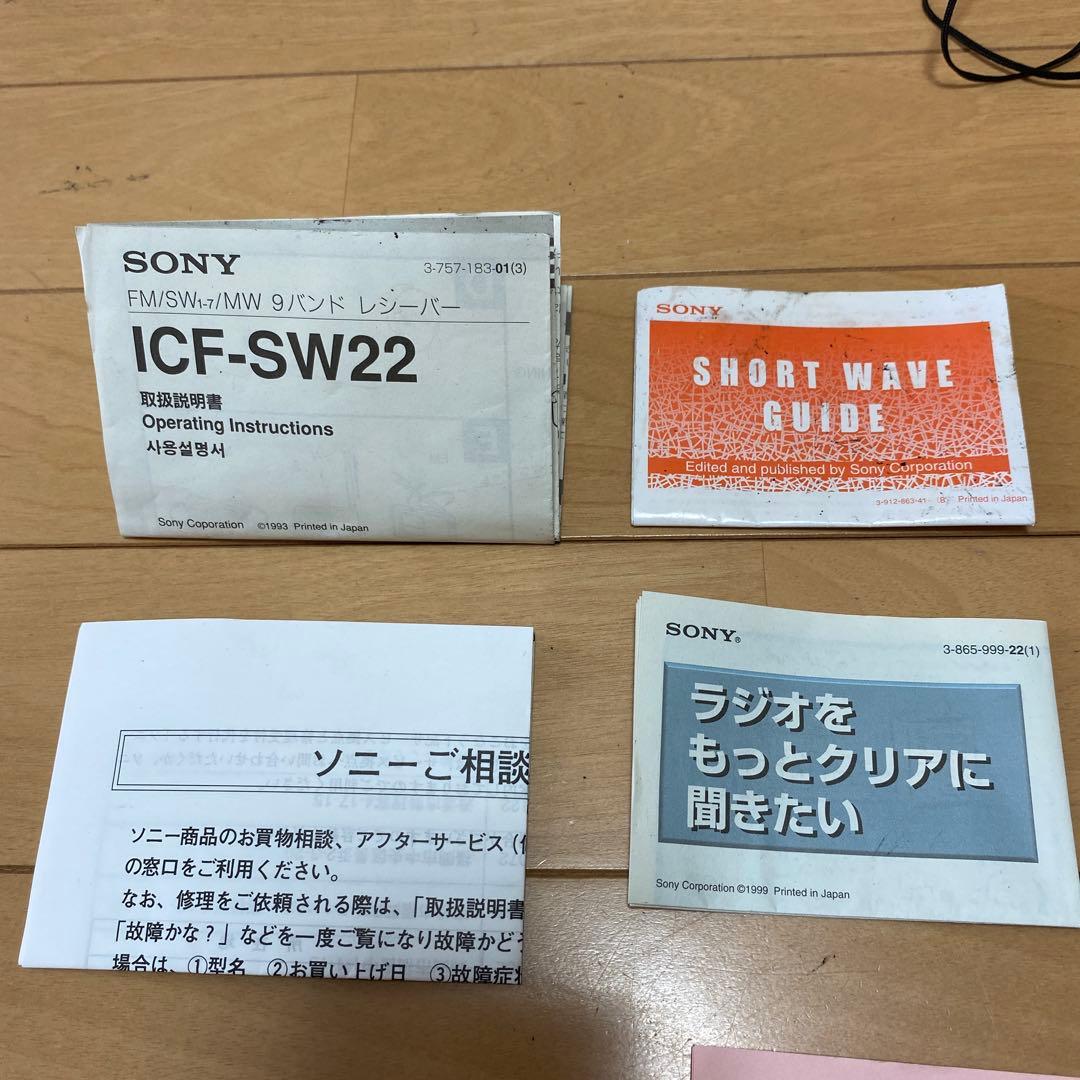 SONY
3-757-183-01(3)
FM/SW1-7/MW 9バンド レシーバー
ICF-SW22
取扱説明書
Operating Instructions
사용설명서
Sony Coporation ©1993 Printed in Japan
SONY
SHORT WAVE
GUIDE
Edited and published by Sony Corporation
3-912-863-41 (8) Printed in Japan
ソニーご相談
ソニー商品のお買物相談、アフターサービス(
の窓口をご利用ください。
なお、修理をご依頼される際は、「取扱説明書
「故障かな?」などを一度ご覧になり故障かどう
場合は、①型名 ②お買い上げ日 ③故障症状
SONY®
3-865-999-22(1)
ラジオを
もっとクリアに
聞きたい
Sony Corporation ©1999 Printed in Japan